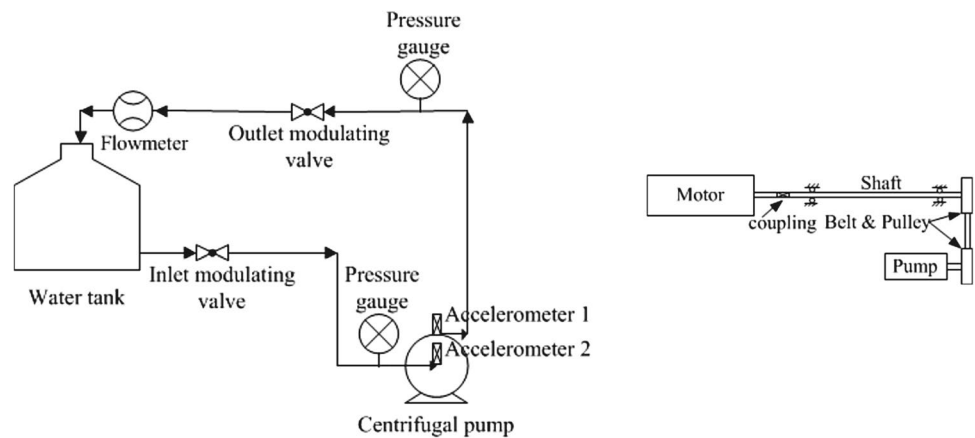 Pressure
gauge
Flowmeter
Outlet modulating
valve
Water tank
Inlet modulating
valve
Pressure
gauge
Accelerometer 1
Accelerometer 2
Centrifugal pump
Motor
Shaft
coupling
Belt & Pulley
Pump